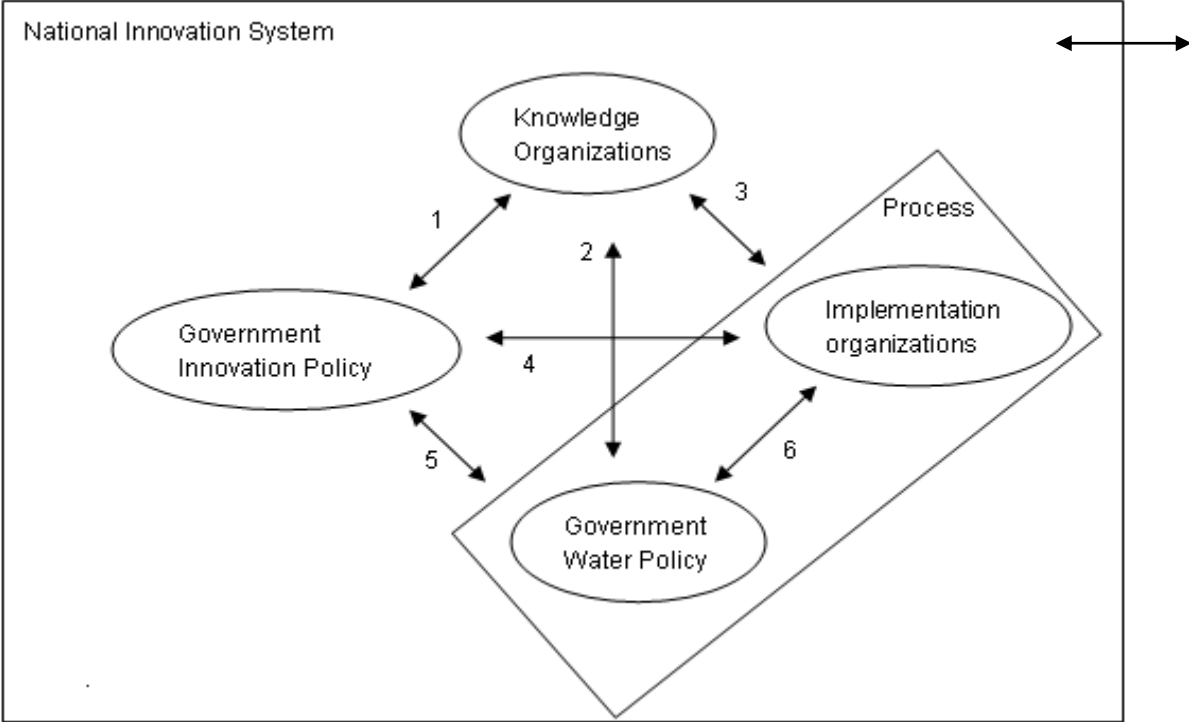 National Innovation System
Knowledge
Organizations
1
3
Process
2
Implementation
organizations
Government
Innovation Policy
4
5
6
Government
Water Policy